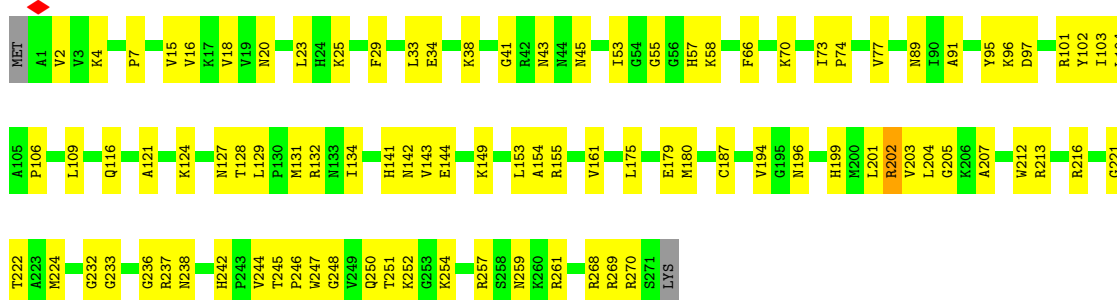 MET A1 V2 V3 K4 P7 V15 V16 K17 V18 V19 N20 L23 H24 K25 F29 L33 E34 K38 G41 R42 N43 N44 N45 I53 G54 G55 G56 H57 K58 F66 K70 I73 P74 V77 N89 I90 A91 Y95 K96 D97 R101 Y102 I103
A105 P106 L109 Q116 A121 K124 N127 T128 L129 P130 M131 R132 N133 I134 H141 N142 V143 E144 K149 L153 A154 R155 V161 L175 E179 M180 C187 V194 G195 N196 H199 M200 L201 R202 V203 L204 G205 K206 A207 W212 R213 R216 G221
T222 A223 M224 G232 G233 G236 R237 N238 H242 P243 V244 T245 P246 W247 G248 V249 Q250 T251 K252 G253 K254 R257 S258 N259 K260 R261 R268 R269 R270 S271 LYS